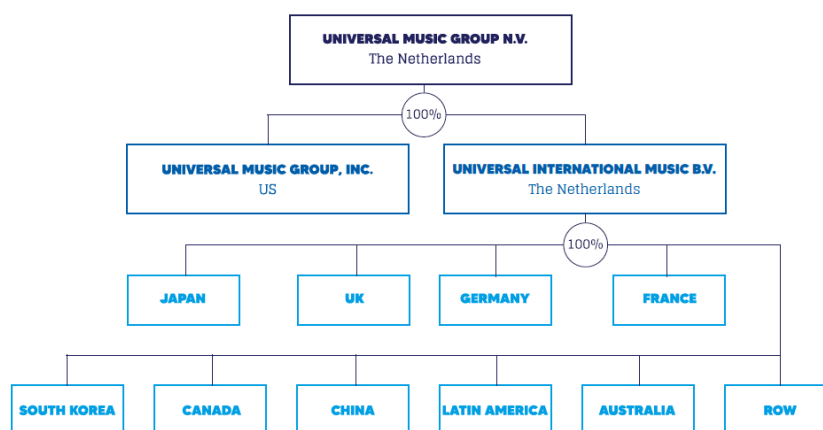 UNIVERSAL MUSIC GROUP N.V.
The Netherlands
100%
UNIVERSAL MUSIC GROUP, INC.
US
UNIVERSAL INTERNATIONAL MUSIC B.V.
The Netherlands
100%
JAPAN
UK
GERMANY
FRANCE
SOUTH KOREA
CANADA
CHINA
LATIN AMERICA
AUSTRALIA
ROW